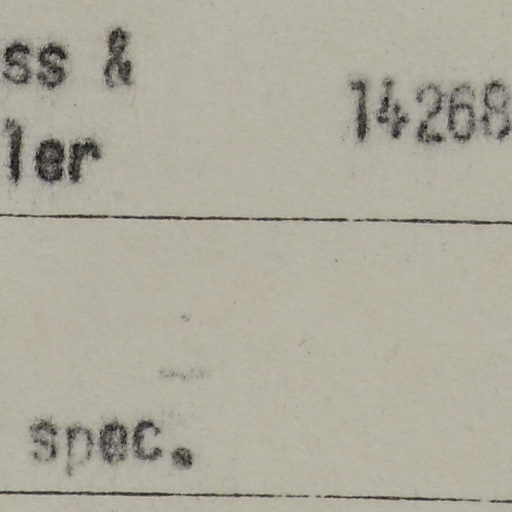 ss &
14268
ler
spec.